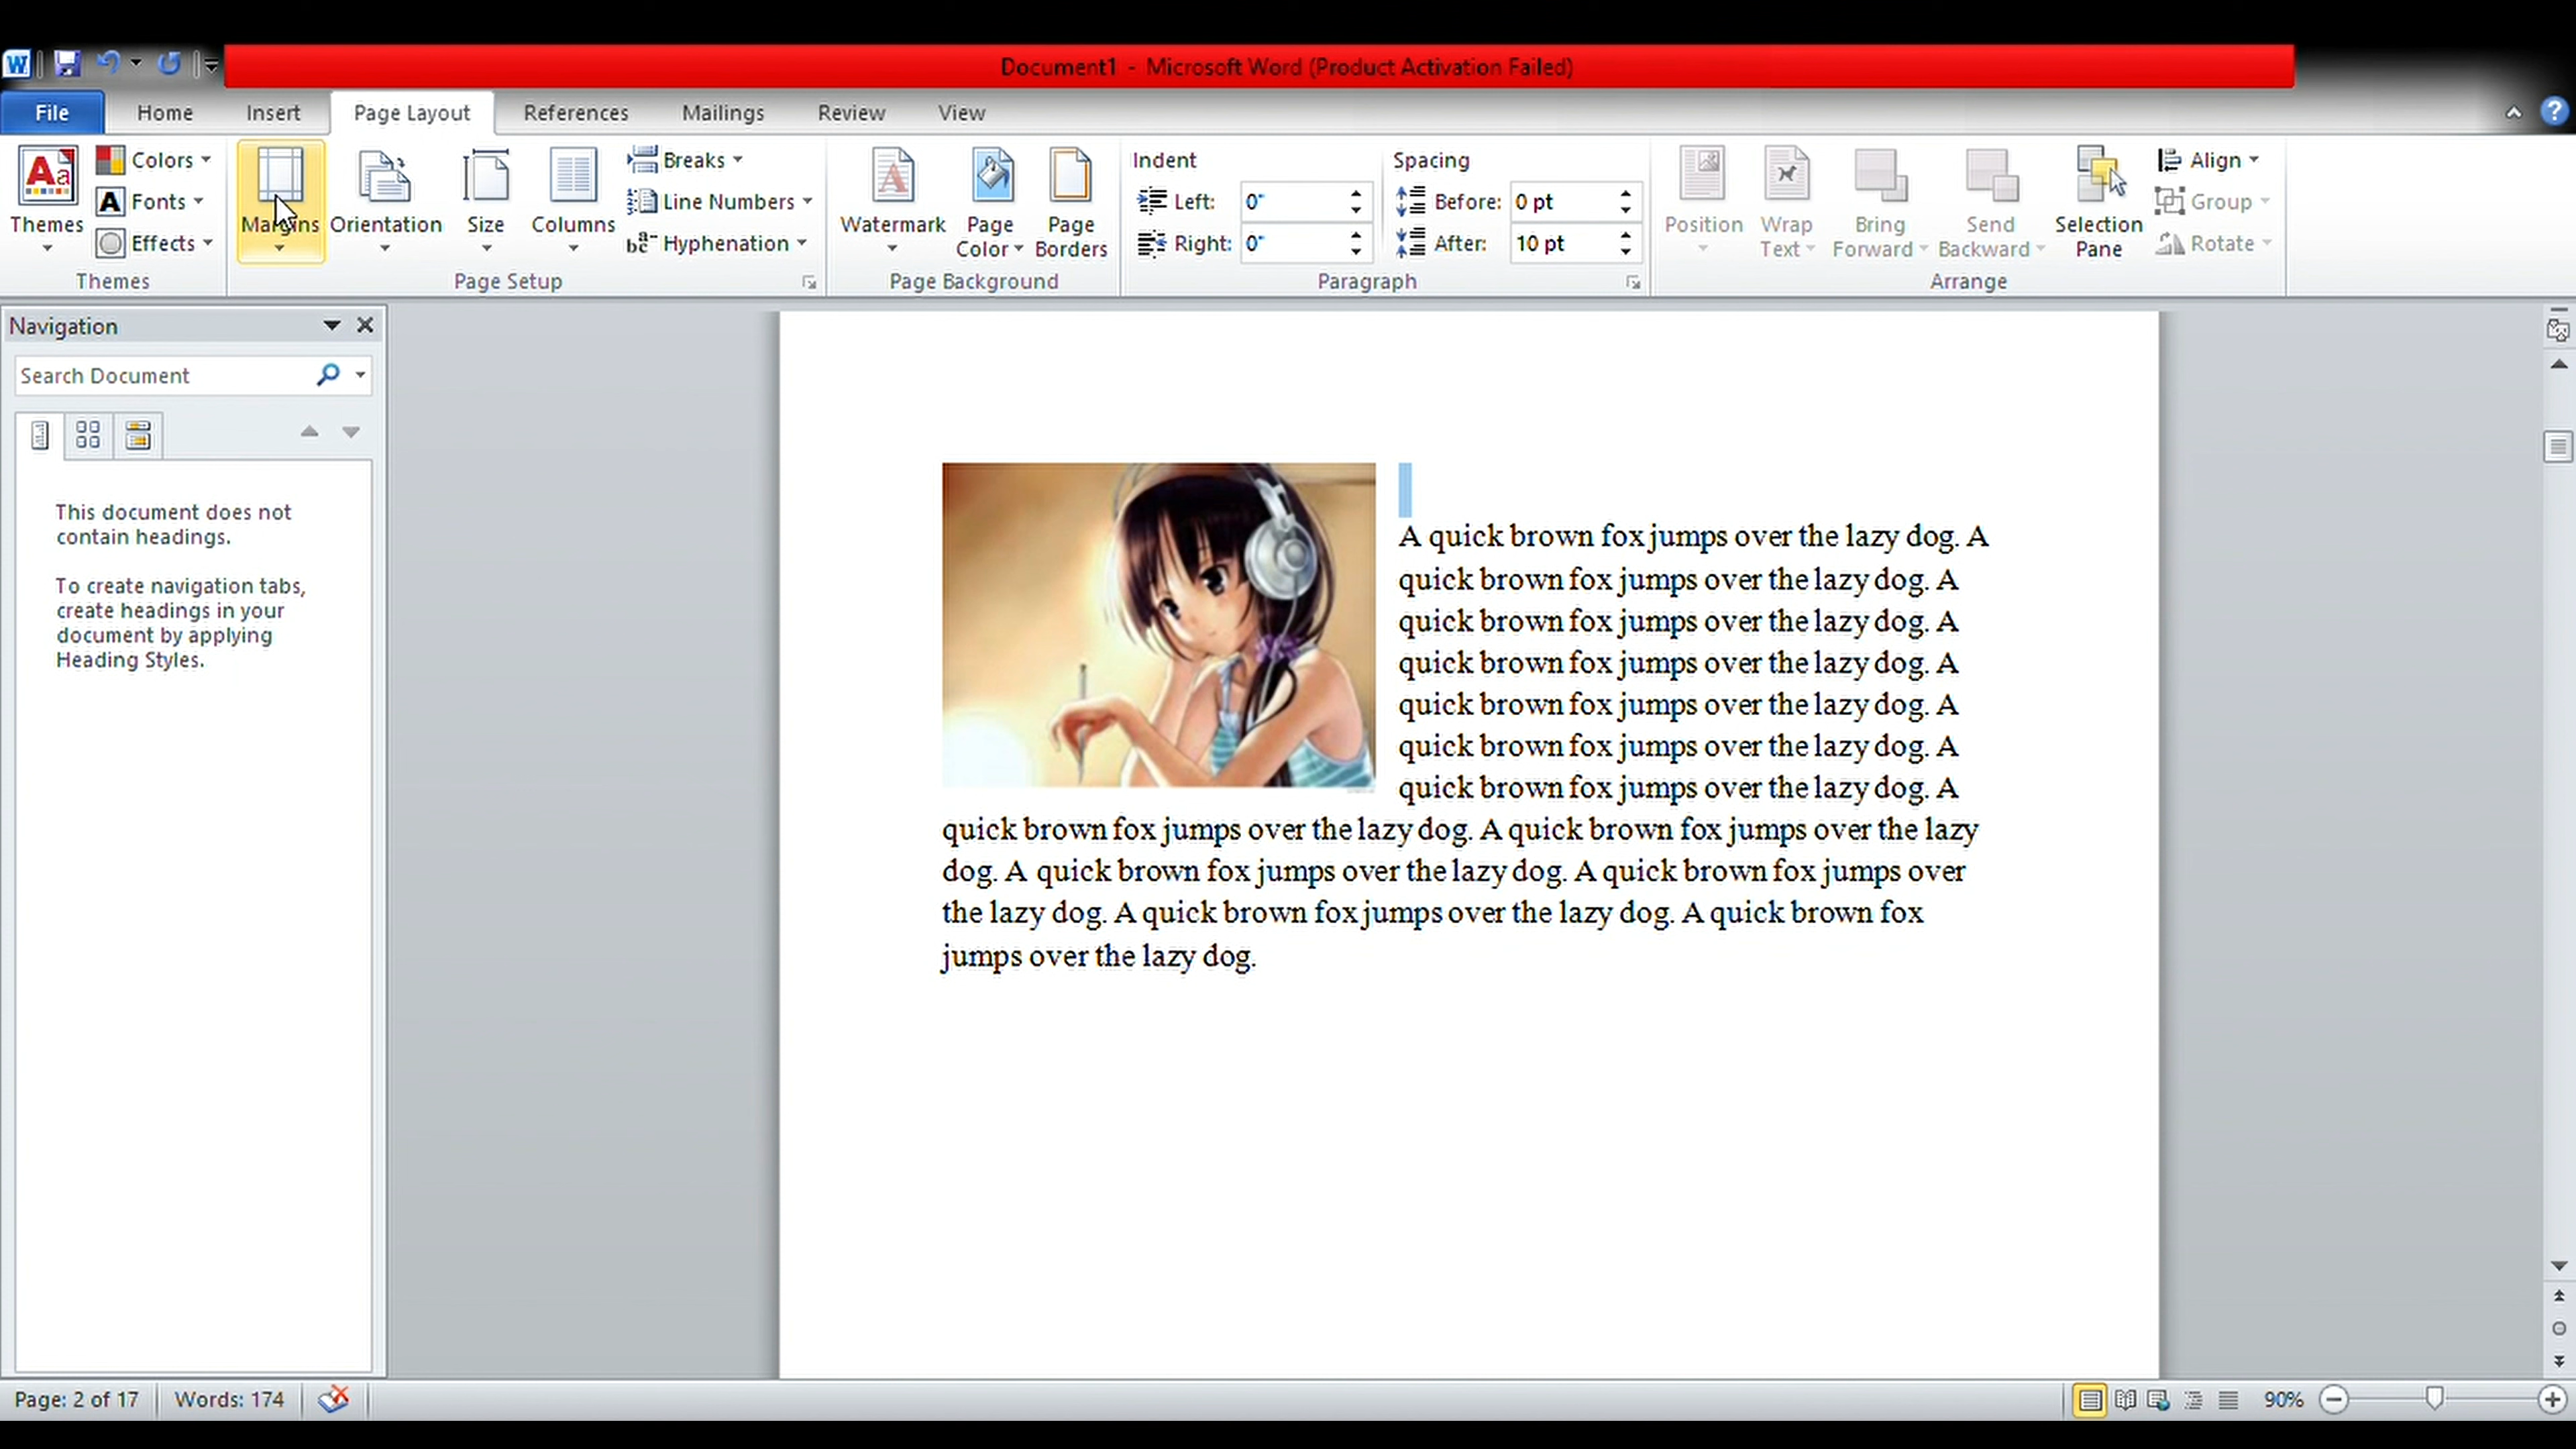 Document1 - Microsoft Word (Product Activation Failed)
File Home Insert Page Layout References Mailings Review View
Themes
Colors
Fonts
Effects
Themes
Margins
Orientation
Size
Columns
Breaks
Line Numbers
Hyphenation
Page Setup
Watermark
Page Color
Page Borders
Page Background
Indent
Left: 0"
Right: 0"
Spacing
Before: 0 pt
After: 10 pt
Paragraph
Position
Wrap Text
Bring Forward
Send Backward
Selection Pane
Align
Group
Rotate
Arrange
Navigation
Search Document
This document does not
contain headings.
To create navigation tabs,
create headings in your
document by applying
Heading Styles.
A quick brown fox jumps over the lazy dog. A
quick brown fox jumps over the lazy dog. A
quick brown fox jumps over the lazy dog. A
quick brown fox jumps over the lazy dog. A
quick brown fox jumps over the lazy dog. A
quick brown fox jumps over the lazy dog. A
quick brown fox jumps over the lazy dog. A
quick brown fox jumps over the lazy dog. A quick brown fox jumps over the lazy
dog. A quick brown fox jumps over the lazy dog. A quick brown fox jumps over
the lazy dog. A quick brown fox jumps over the lazy dog. A quick brown fox
jumps over the lazy dog.
Page: 2 of 17 Words: 174 90%